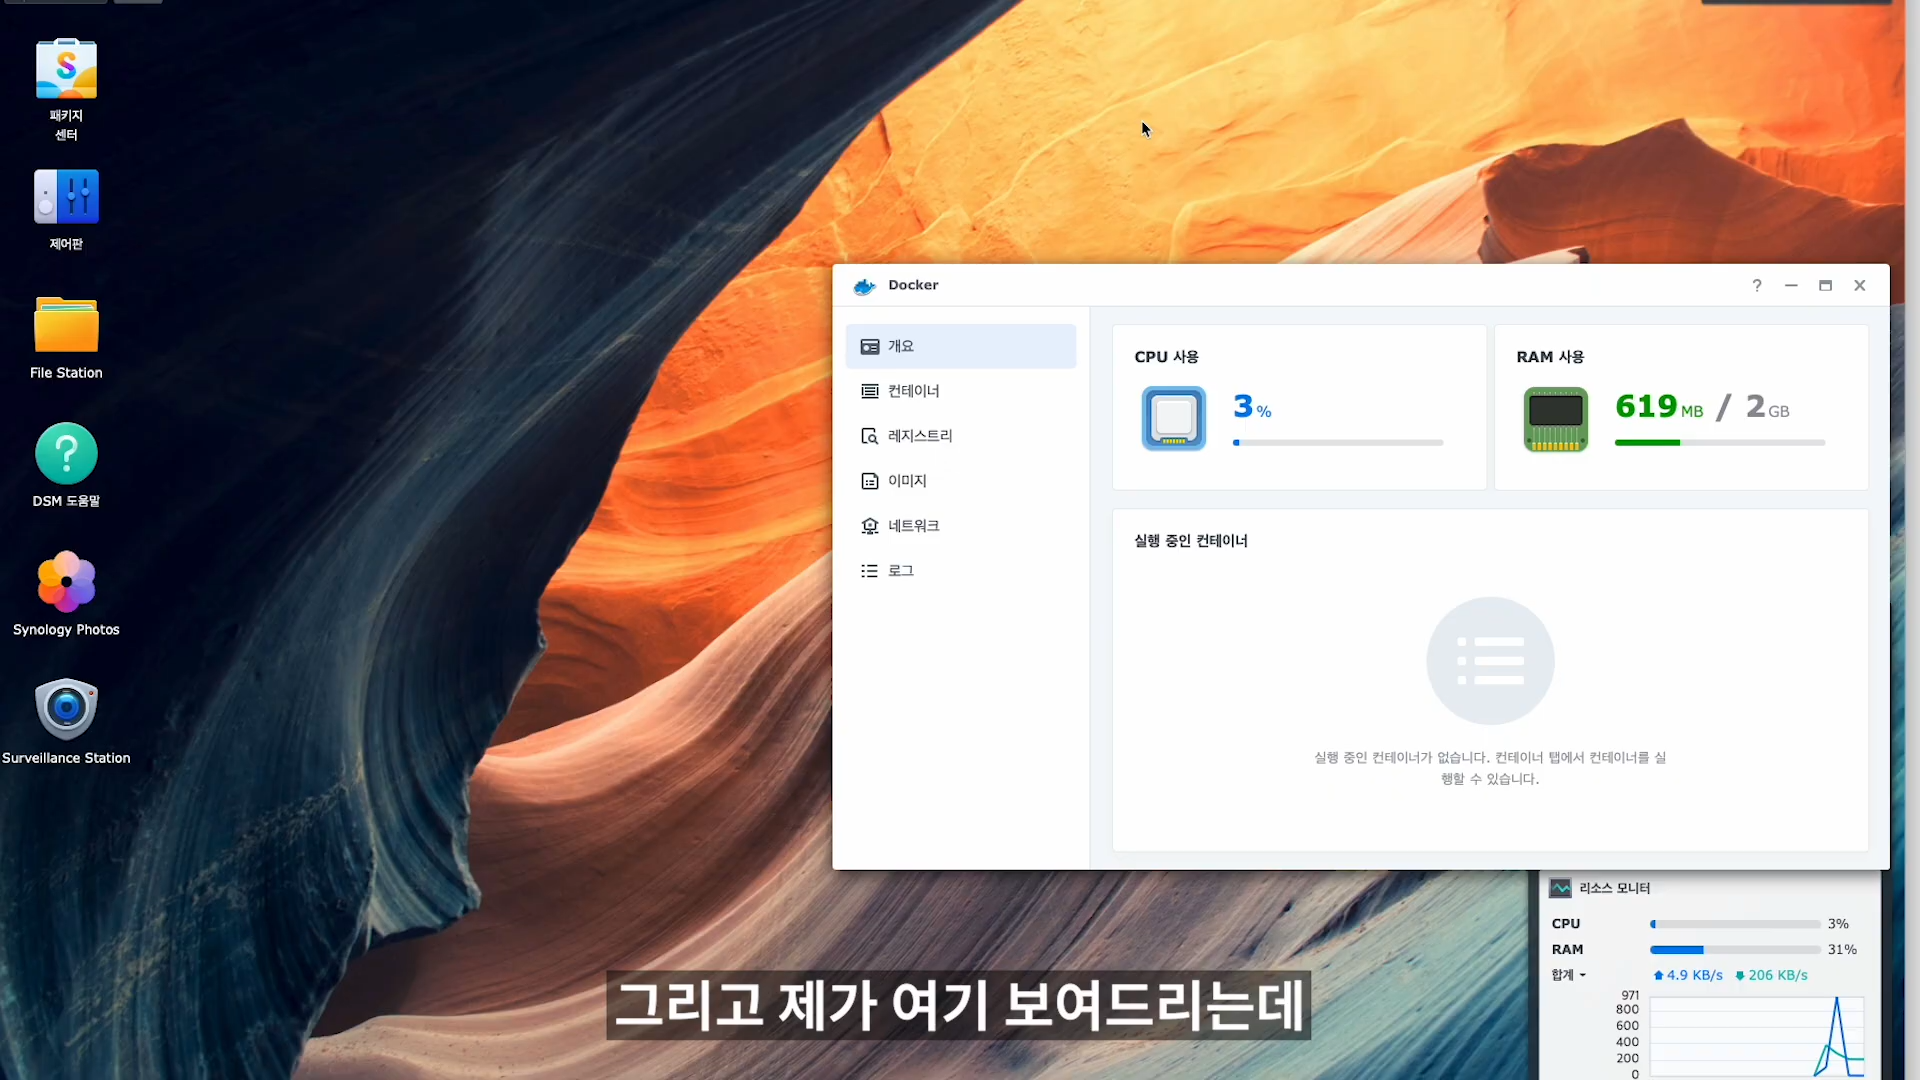 패키지
센터
제어판
File Station
DSM 도움말
Synology Photos
Surveillance Station
Docker
개요
컨테이너
레지스트리
이미지
네트워크
로그
CPU 사용
3%
RAM 사용
619 MB / 2 GB
실행 중인 컨테이너
실행 중인 컨테이너가 없습니다. 컨테이너 탭에서 컨테이너를 실
행할 수 있습니다.
리소스 모니터
CPU 3%
RAM 31%
합계 4.9 KB/s 206 KB/s
971
800
600
400
200
0
그리고 제가 여기 보여드리는데